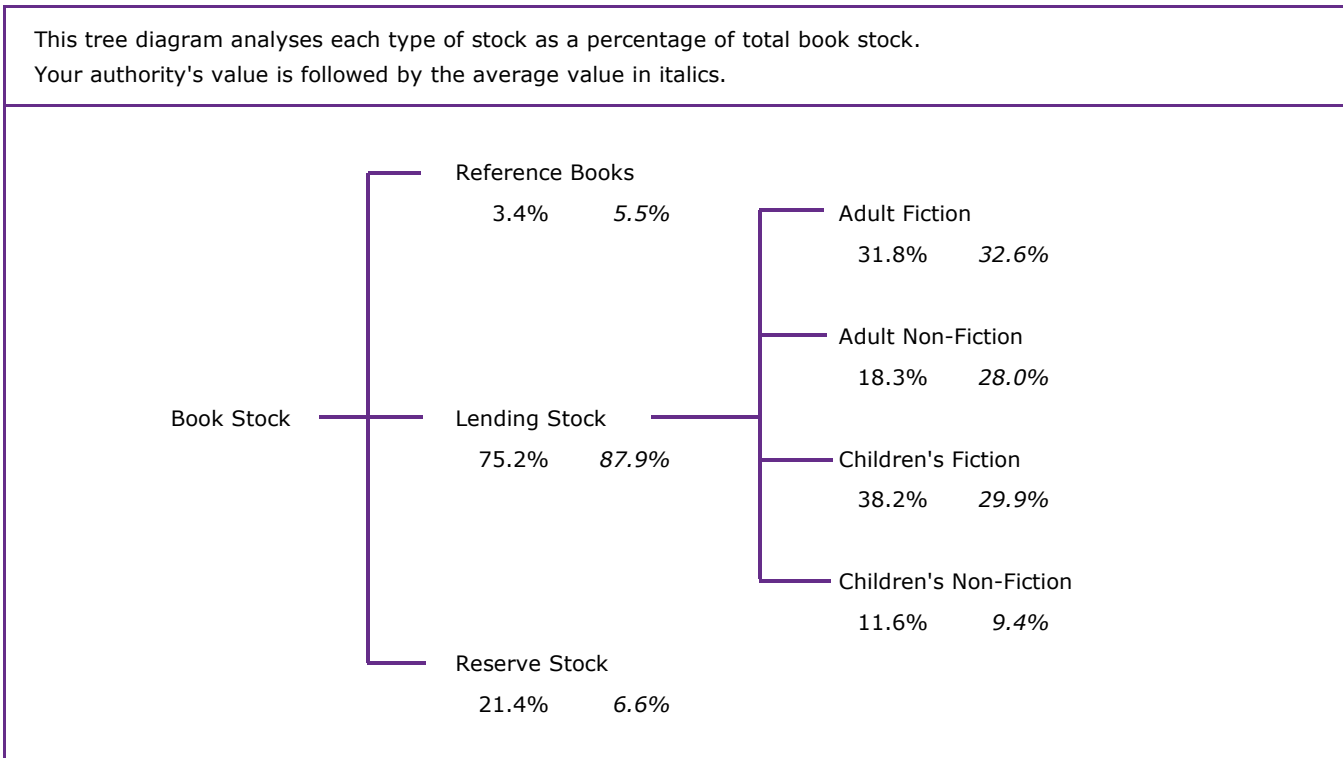 This tree diagram analyses each type of stock as a percentage of total book stock.
Your authority's value is followed by the average value in italics.
Reference Books
3.4% 5.5%
Adult Fiction
31.8% 32.6%
Adult Non-Fiction
18.3% 28.0%
Book Stock
Lending Stock
75.2% 87.9%
Children's Fiction
38.2% 29.9%
Children's Non-Fiction
11.6% 9.4%
Reserve Stock
21.4% 6.6%